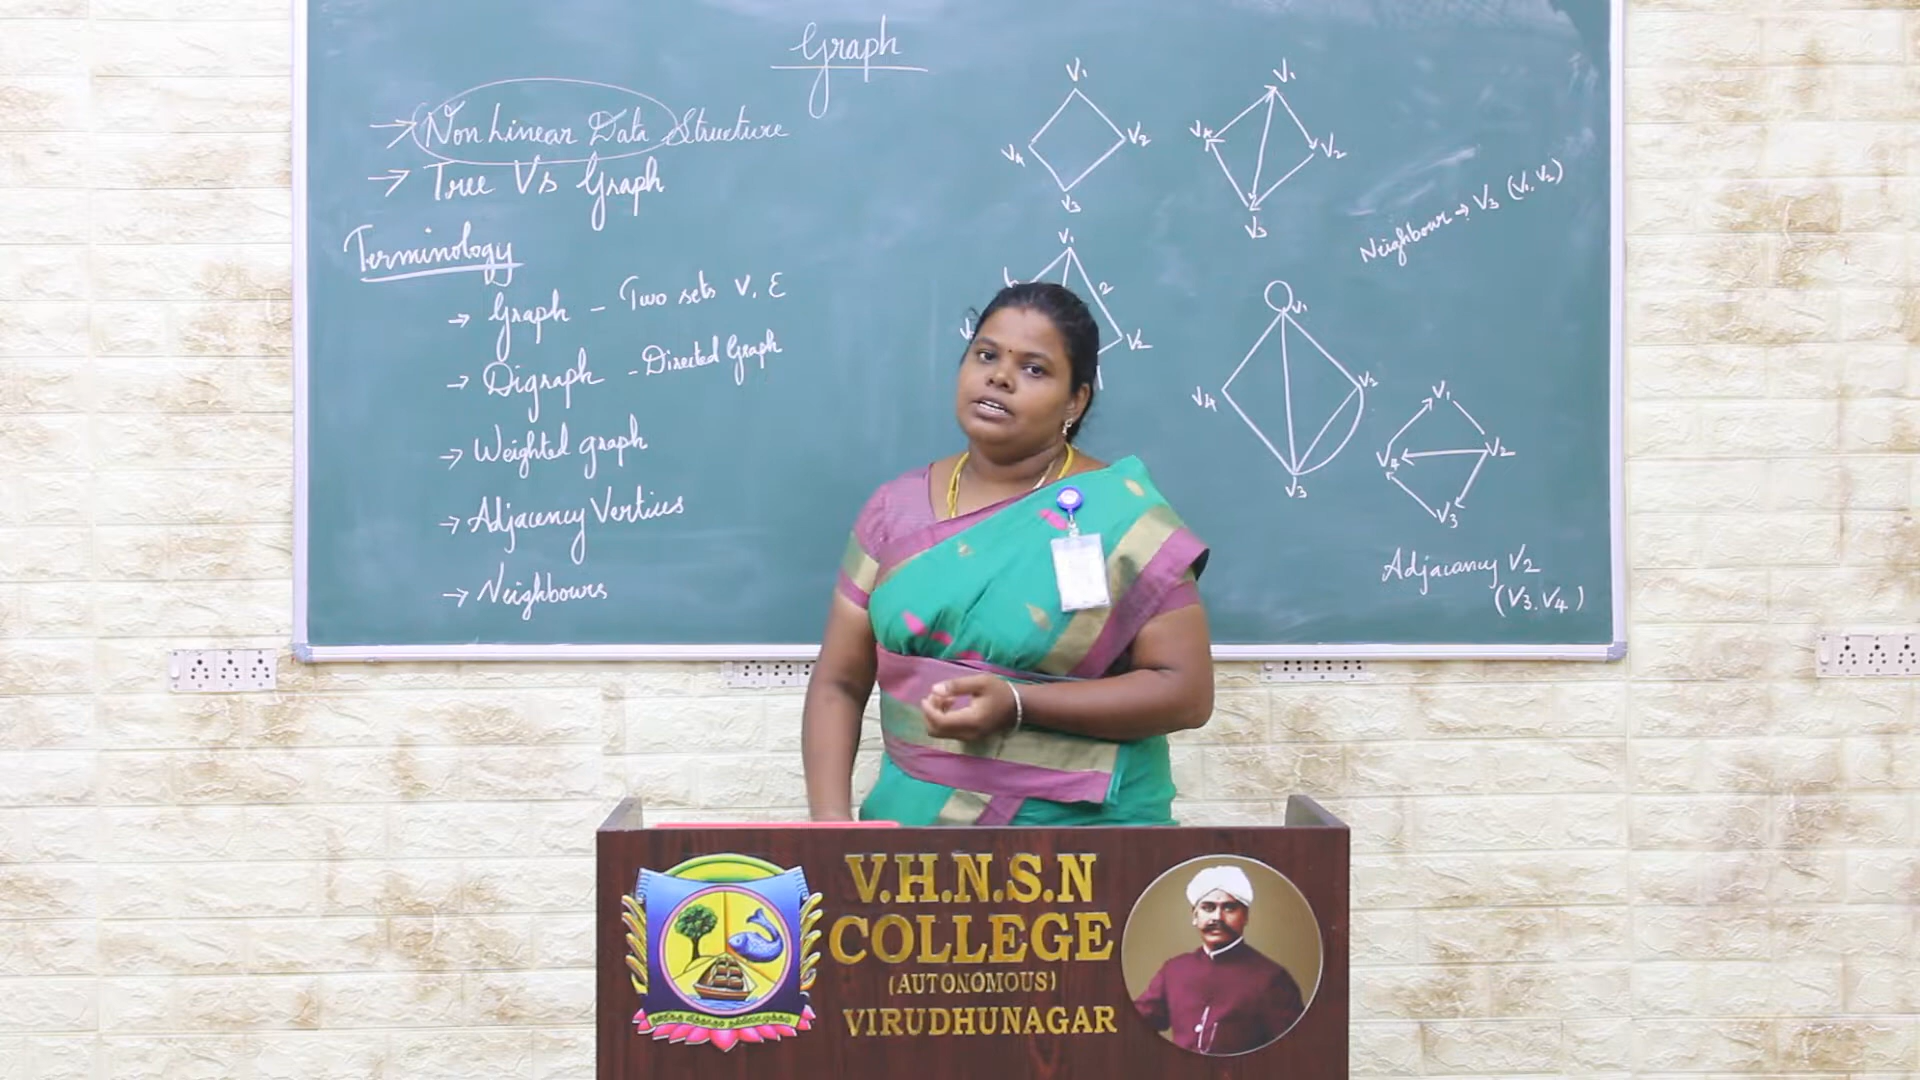 Graph
→ Non Linear Data Structure
→ Tree Vs Graph
Terminology
→ Graph - Two sets V, E
→ Digraph - Directed Graph
→ Weighted graph
→ Adjacency Vertices
→ Neighbours
V1
V2
V3
V4
V1
V2
V3
V4
Neighbour → V3 (V1, V2)
V1
2
V2
V1
V2
V3
V4
V1
V2
V3
V4
Adjacancy V2
(V3, V4)
V.H.N.S.N
COLLEGE
(AUTONOMOUS)
VIRUDHUNAGAR